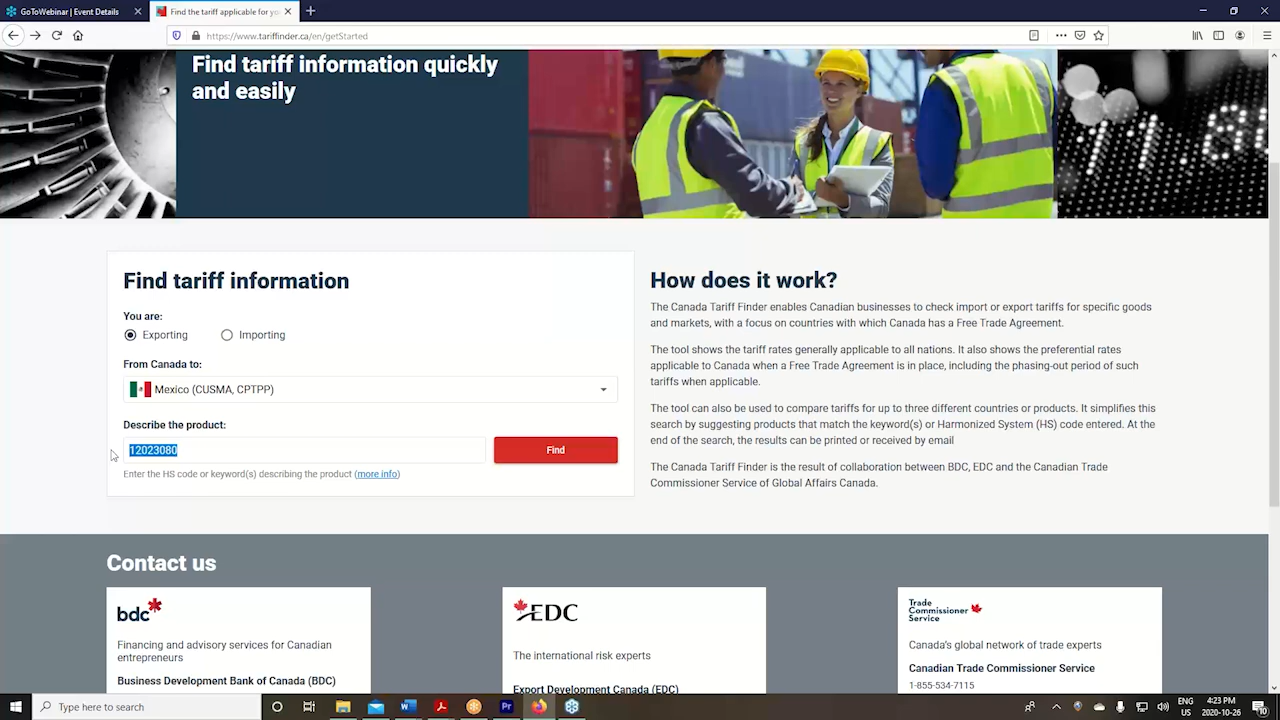 GoToWebinar | Event Details
Find the tariff applicable for yo
https://www.tariffinder.ca/en/getStarted
Find tariff information quickly
and easily
Find tariff information
You are:
Exporting
Importing
From Canada to:
Mexico (CUSMA, CPTPP)
Describe the product:
12023080
Find
Enter the HS code or keyword(s) describing the product (more info)
How does it work?
The Canada Tariff Finder enables Canadian businesses to check import or export tariffs for specific goods
and markets, with a focus on countries with which Canada has a Free Trade Agreement.
The tool shows the tariff rates generally applicable to all nations. It also shows the preferential rates
applicable to Canada when a Free Trade Agreement is in place, including the phasing-out period of such
tariffs when applicable.
The tool can also be used to compare tariffs for up to three different countries or products. It simplifies this
search by suggesting products that match the keyword(s) or Harmonized System (HS) code entered. At the
end of the search, the results can be printed or received by email
The Canada Tariff Finder is the result of collaboration between BDC, EDC and the Canadian Trade
Commissioner Service of Global Affairs Canada.
Contact us
bdc
Financing and advisory services for Canadian
entrepreneurs
Business Development Bank of Canada (BDC)
EDC
The international risk experts
Export Development Canada (EDC)
Trade
Commissioner
Service
Canada's global network of trade experts
Canadian Trade Commissioner Service
1-855-534-7115
Type here to search
Pr
ENG
US
4:23 PM
2020-10-26
10